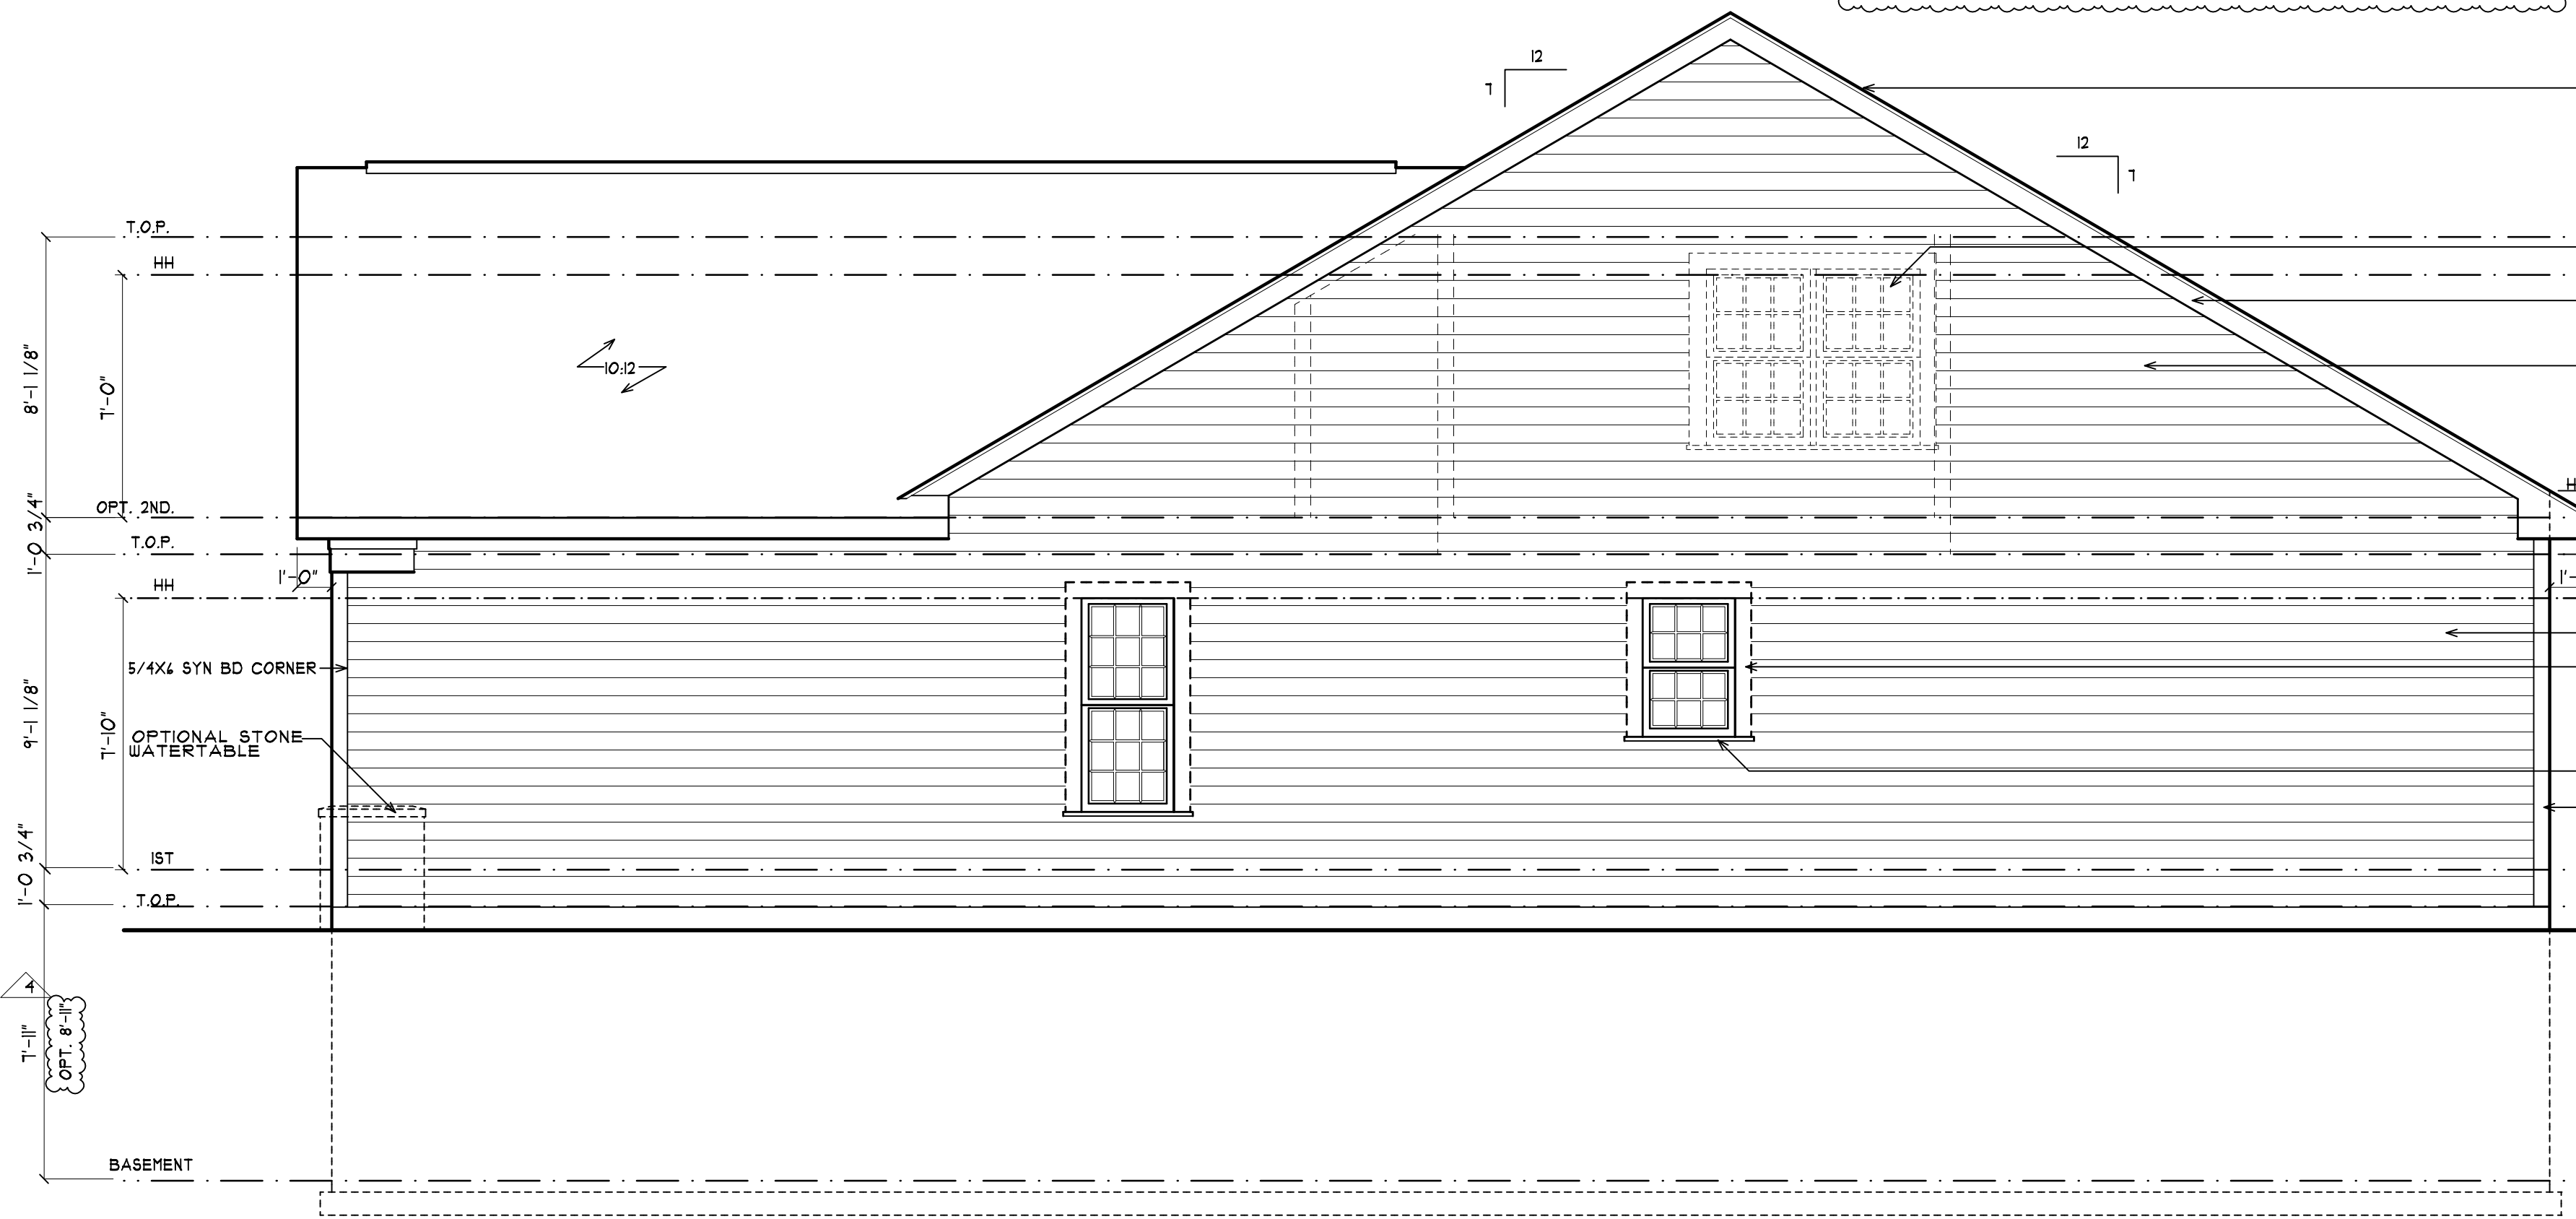 12
7
12
7
T.O.P.
HH
8'-1 1/8"
7'-0"
10:12
OPT. 2ND.
1'-0 3/4"
T.O.P.
1'-0"
HH
5/4X6 SYN BD CORNER
9'-1 1/8"
7'-10"
OPTIONAL STONE
WATERTABLE
1'-0 3/4"
1ST
T.O.P.
4
7'-11"
OPT. 8'-11"
BASEMENT